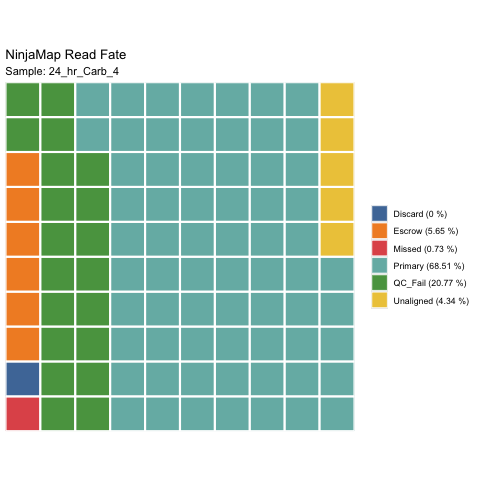 NinjaMap Read Fate
Sample: 24_hr_Carb_4
Discard (0 %)
Escrow (5.65 %)
Missed (0.73 %)
Primary (68.51 %)
QC_Fail (20.77 %)
Unaligned (4.34 %)